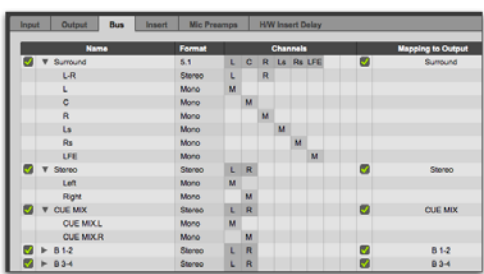 Input Output Bus Insert Mic Preamps H/W Insert Delay
Name Format Channels Mapping to Output
Surround 5.1 L C R Ls Rs LFE Surround
L-R Stereo L R
L Mono M
C Mono M
R Mono M
Ls Mono M
Rs Mono M
LFE Mono M
Stereo Stereo L R Stereo
Left Mono M
Right Mono M
CUE MIX Stereo L R CUE MIX
CUE MIX.L Mono M
CUE MIX.R Mono M
B 1-2 Stereo L R B 1-2
B 3-4 Stereo L R B 3-4